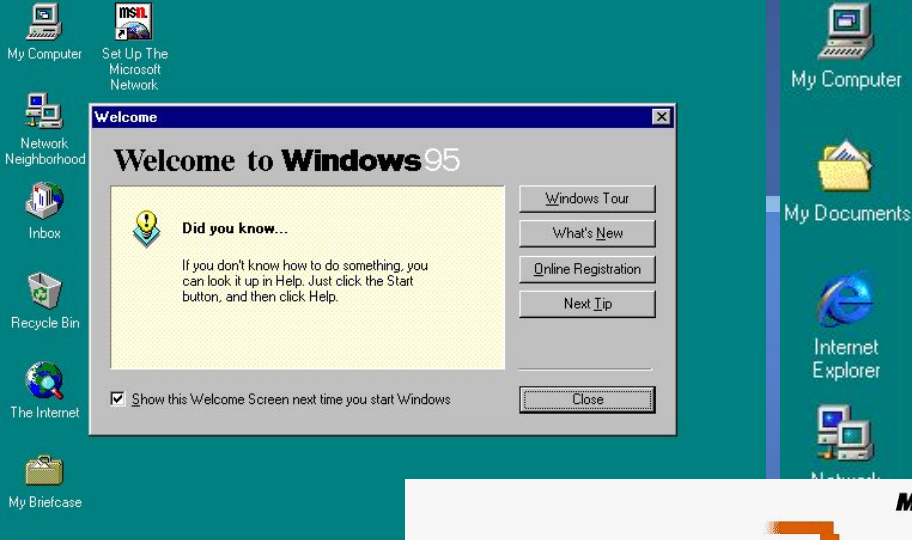 My Computer
msn.
Set Up The
Microsoft
Network
Network
Neighborhood
Inbox
Recycle Bin
The Internet
My Briefcase
Welcome
Welcome to Windows95
Did you know...
If you don't know how to do something, you
can look it up in Help. Just click the Start
button, and then click Help.
Windows Tour
What's New
Online Registration
Next Tip
Show this Welcome Screen next time you start Windows
Close
My Computer
My Documents
Internet
Explorer